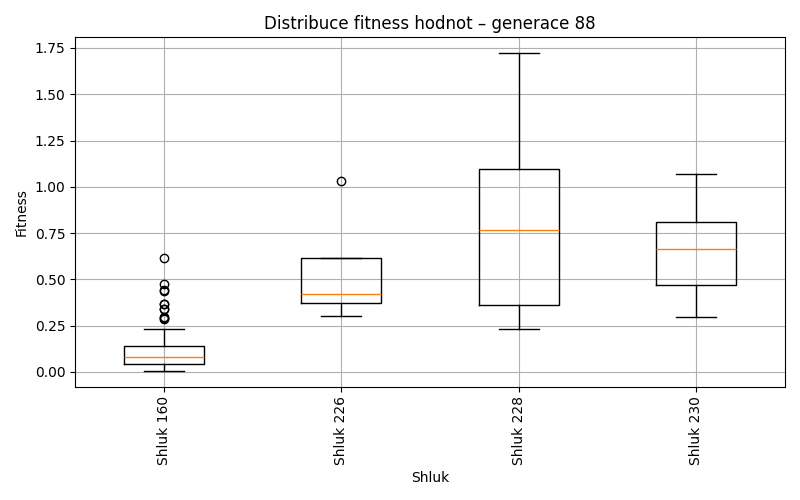 Distribuce fitness hodnot – generace 88
1.75
1.50
1.25
1.00
0.75
0.50
0.25
0.00
Fitness
Shluk 160
Shluk 226
Shluk 228
Shluk 230
Shluk